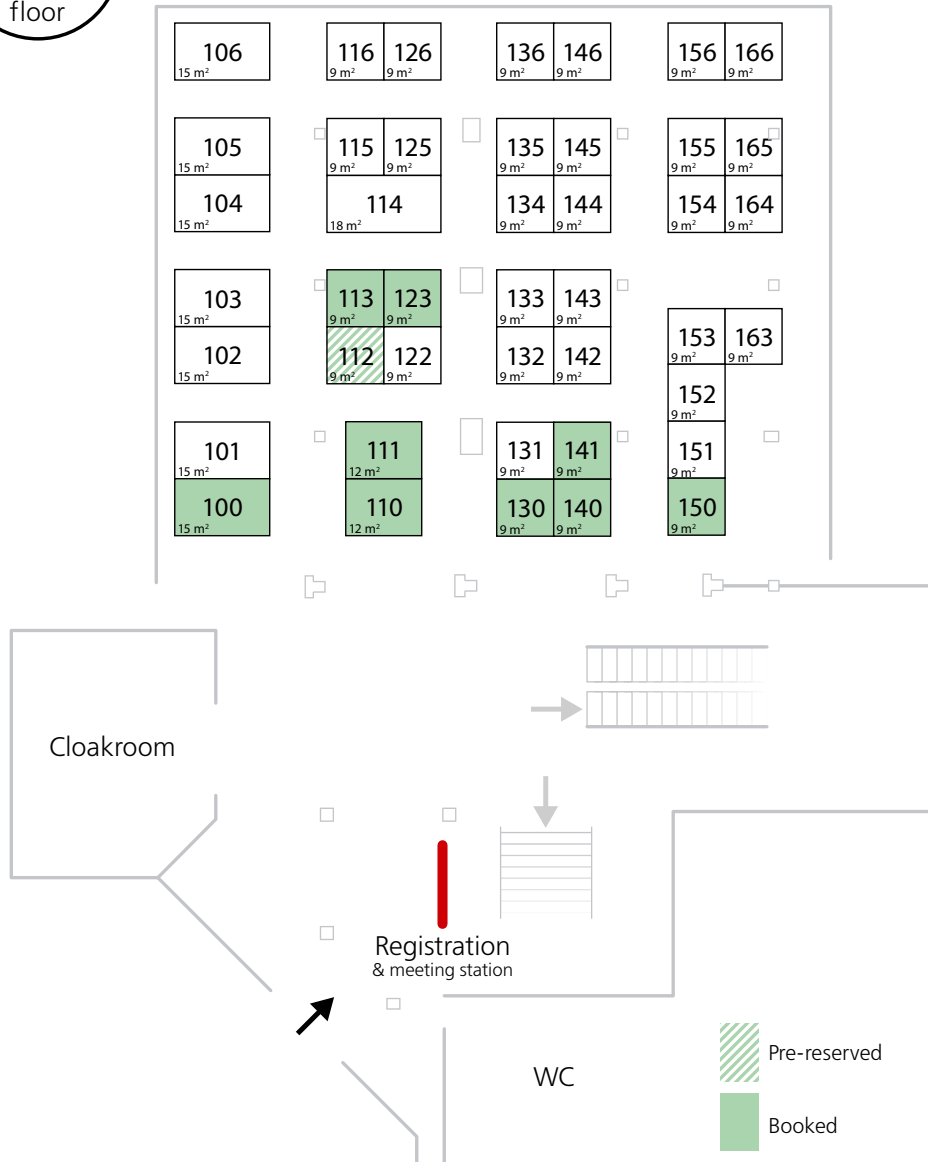 floor
106 116 126 136 146 156 166
15 m² 9 m² 9 m² 9 m² 9 m² 9 m² 9 m²
105 115 125 135 145 155 165
15 m² 9 m² 9 m² 9 m² 9 m² 9 m² 9 m²
104 114 134 144 154 164
15 m² 18 m² 9 m² 9 m² 9 m² 9 m²
103 113 123 133 143
15 m² 9 m² 9 m² 9 m² 9 m²
153 163
9 m² 9 m²
102 112 122 132 142
15 m² 9 m² 9 m² 9 m² 9 m²
152
9 m²
101 111 131 141 151
15 m² 12 m² 9 m² 9 m² 9 m²
100 110 130 140 150
15 m² 12 m² 9 m² 9 m² 9 m²
Cloakroom
Registration
& meeting station
Pre-reserved
WC
Booked